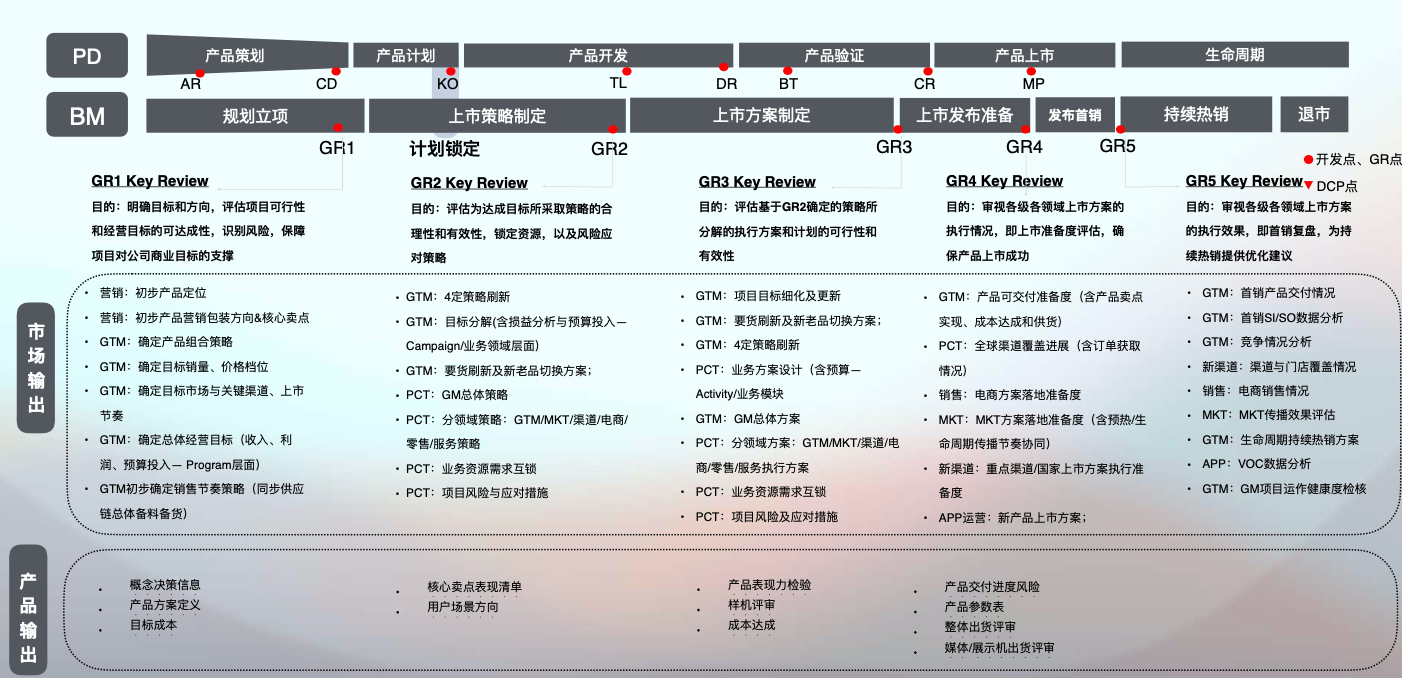 PD
产品策划
产品计划
产品开发
产品验证
产品上市
生命周期
AR
CD
KO
TL
DR
BT
CR
MP
BM
规划立项
上市策略制定
上市方案制定
上市发布准备
发布首销
持续热销
退市
GR1
计划锁定
GR2
GR3
GR4
GR5
开发点、GR点
DCP点
GR1 Key Review
目的：明确目标和方向，评估项目可行性
和经营目标的可达成性，识别风险，保障
项目对公司商业目标的支撑
GR2 Key Review
目的：评估为达成目标所采取策略的合
理性和有效性，锁定资源，以及风险应
对策略
GR3 Key Review
目的：评估基于GR2确定的策略所
分解的执行方案和计划的可行性和
有效性
GR4 Key Review
目的：审视各级各领域上市方案的
执行情况，即上市准备度评估，确
保产品上市成功
GR5 Key Review
目的：审视各级各领域上市方案
的执行效果，即首销复盘，为持
续热销提供优化建议
市
场
输
出
• 营销：初步产品定位
• 营销：初步产品营销包装方向&核心卖点
• GTM：确定产品组合策略
• GTM：确定目标销量、价格档位
• GTM：确定目标市场与关键渠道、上市
节奏
• GTM：确定总体经营目标（收入、利
润、预算投入— Program层面）
• GTM初步确定销售节奏策略（同步供应
链总体备料备货）
• GTM：4定策略刷新
• GTM：目标分解(含损益分析与预算投入—
Campaign/业务领域层面）
• GTM：要货刷新及新老品切换方案；
• PCT：GM总体策略
• PCT：分领域策略：GTM/MKT/渠道/电商/
零售/服务策略
• PCT：业务资源需求互锁
• PCT：项目风险与应对措施
• GTM：项目目标细化及更新
• GTM：要货刷新及新老品切换方案；
• GTM：4定策略刷新
• PCT：业务方案设计（含预算—
Activity/业务模块
• GTM：GM总体方案
• PCT：分领域方案：GTM/MKT/渠道/电
商/零售/服务执行方案
• PCT：业务资源需求互锁
• PCT：项目风险及应对措施
• GTM：产品可交付准备度（含产品卖点
实现、成本达成和供货）
• PCT：全球渠道覆盖进展（含订单获取
情况）
• 销售：电商方案落地准备度
• MKT：MKT方案落地准备度（含预热/生
命周期传播节奏协同）
• 新渠道：重点渠道/国家上市方案执行准
备度
• APP运营：新产品上市方案；
• GTM：首销产品交付情况
• GTM：首销SI/SO数据分析
• GTM：竞争情况分析
• 新渠道：渠道与门店覆盖情况
• 销售：电商销售情况
• MKT：MKT传播效果评估
• GTM：生命周期持续热销方案
• APP：VOC数据分析
• GTM：GM项目运作健康度检核
产
品
输
出
• 概念决策信息
• 产品方案定义
• 目标成本
• 核心卖点表现清单
• 用户场景方向
• 产品表现力检验
• 样机评审
• 成本达成
• 产品交付进度风险
• 产品参数表
• 整体出货评审
• 媒体/展示机出货评审